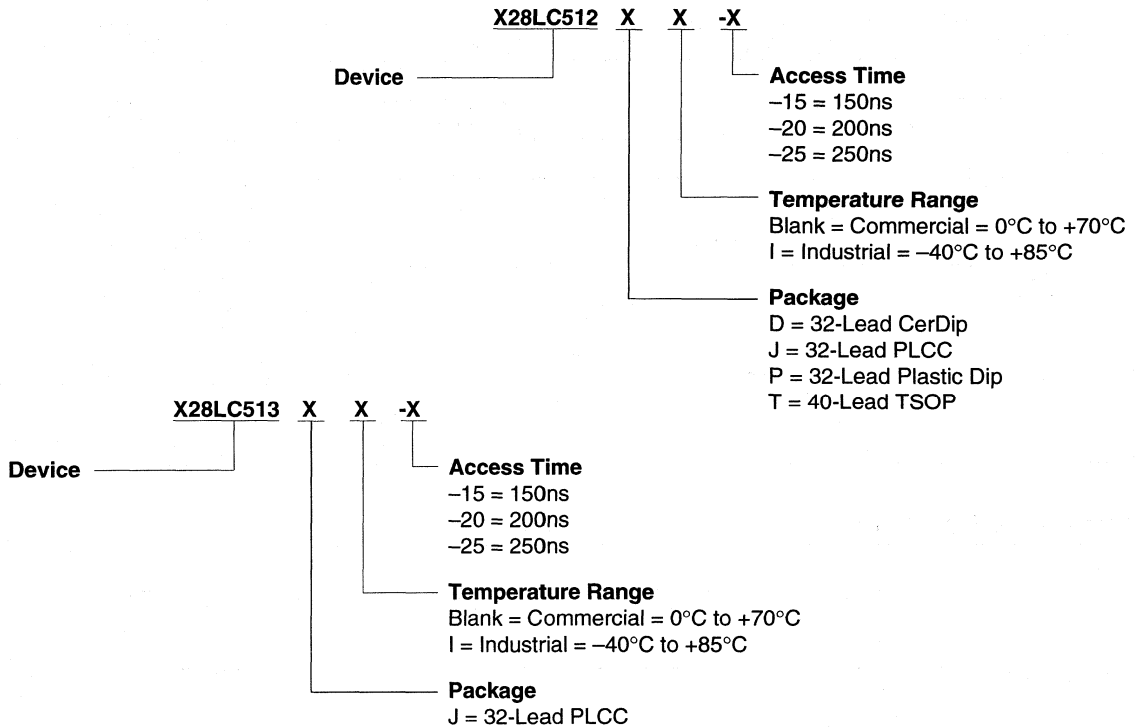 X28LC512 X X -X
Device
Access Time
–15 = 150ns
–20 = 200ns
–25 = 250ns
Temperature Range
Blank = Commercial = 0°C to +70°C
I = Industrial = –40°C to +85°C
Package
D = 32-Lead CerDip
J = 32-Lead PLCC
P = 32-Lead Plastic Dip
T = 40-Lead TSOP
X28LC513 X X -X
Device
Access Time
–15 = 150ns
–20 = 200ns
–25 = 250ns
Temperature Range
Blank = Commercial = 0°C to +70°C
I = Industrial = –40°C to +85°C
Package
J = 32-Lead PLCC